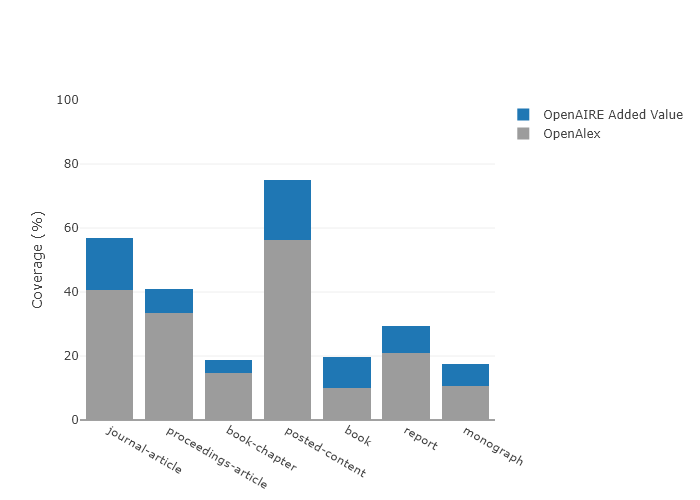 100
80
60
40
20
0
Coverage (%)
journal-article
proceedings-article
book-chapter
posted-content
book
report
monograph
OpenAIRE Added Value
OpenAlex